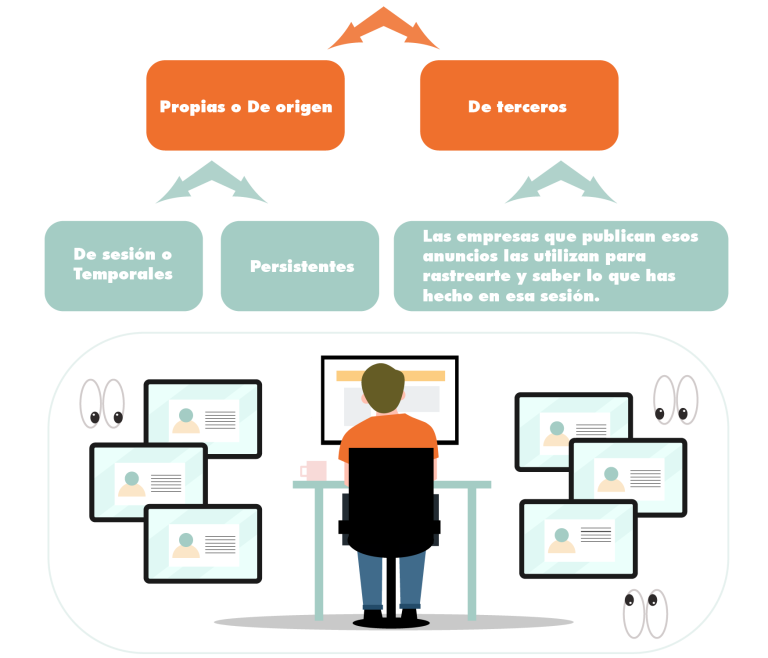 Propias o De origen
De terceros
De sesión o
Temporales
Persistentes
Las empresas que publican esos
anuncios las utilizan para
rastrearte y saber lo que has
hecho en esa sesión.